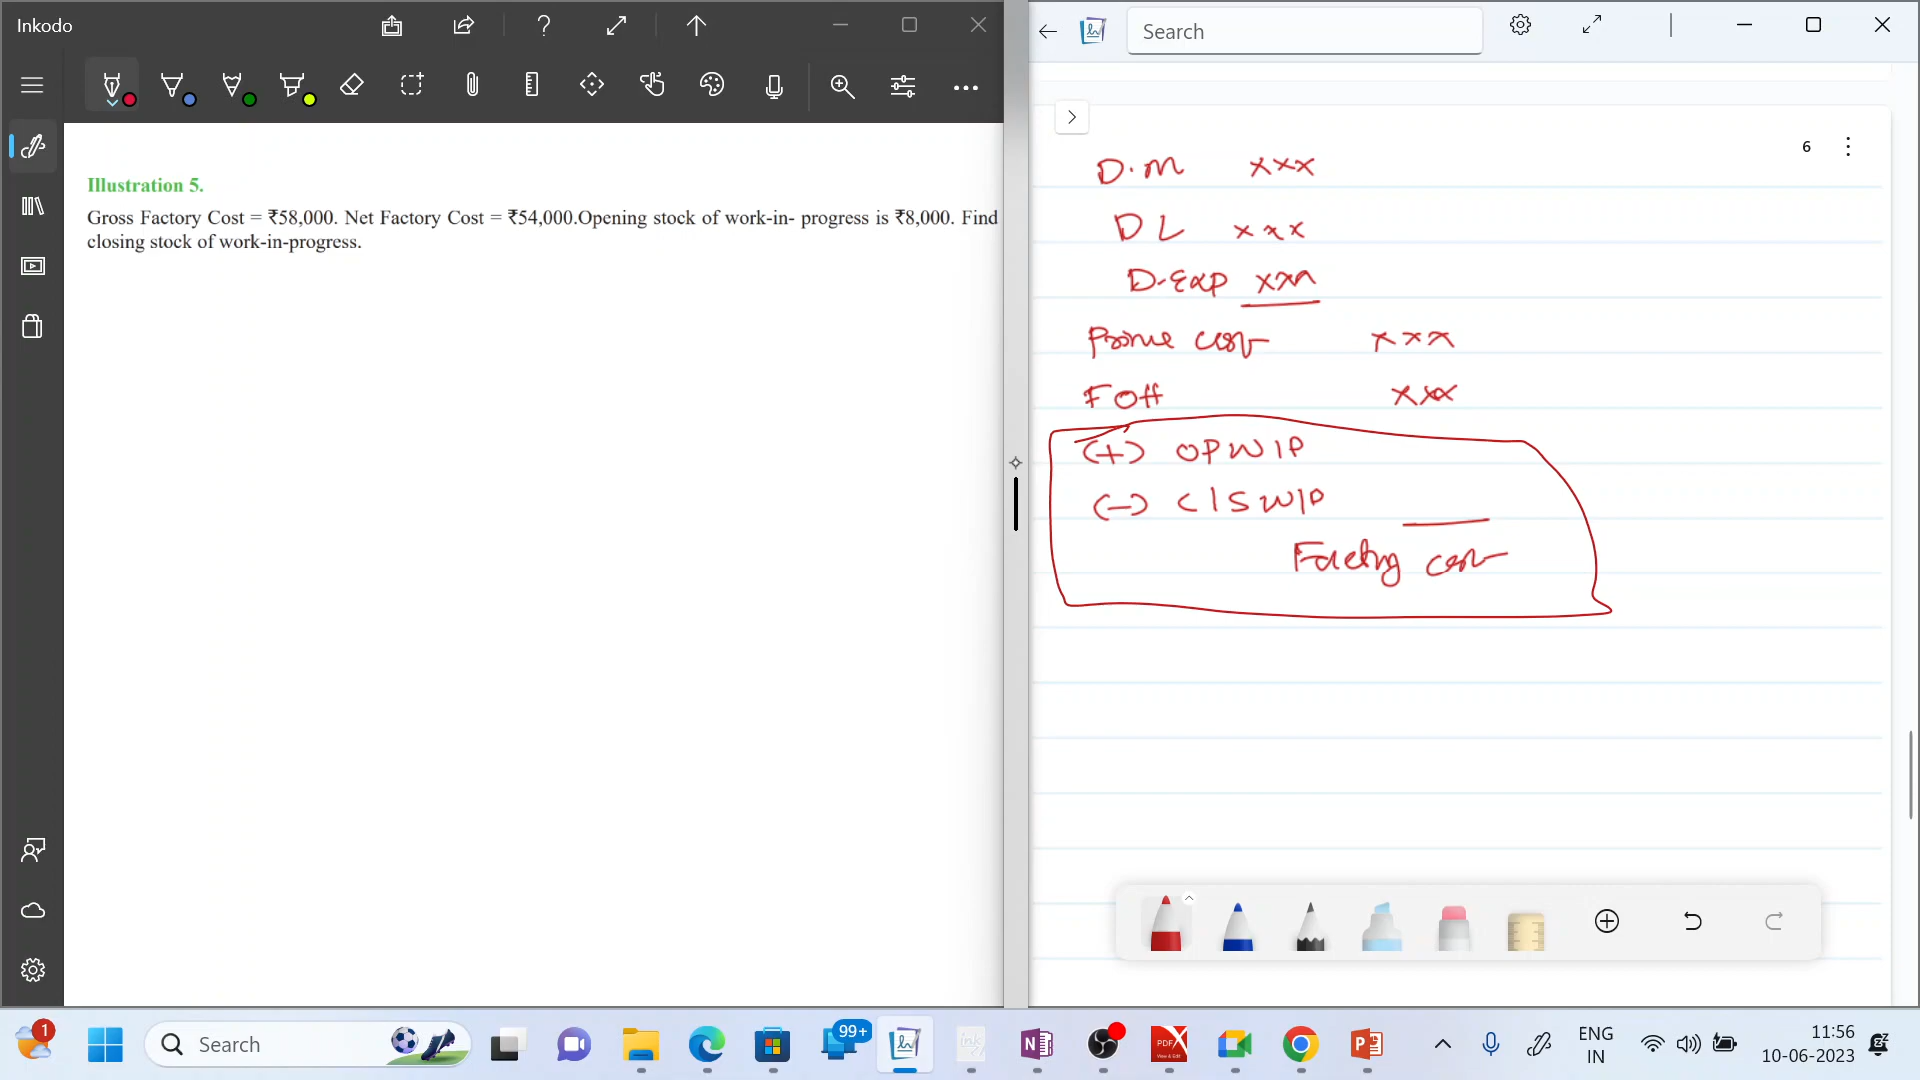 Inkodo
Search
6
Illustration 5.
Gross Factory Cost = ₹58,000. Net Factory Cost = ₹54,000.Opening stock of work-in- progress is ₹8,000. Find
closing stock of work-in-progress.
D.M xxx
D L xxx
D-Exp xxx
Prime cost xxx
F OH xxx
(+) OPWIP
(-) ClSWIP
Factory cost
1
Search
99+
ENG
IN
11:56
10-06-2023